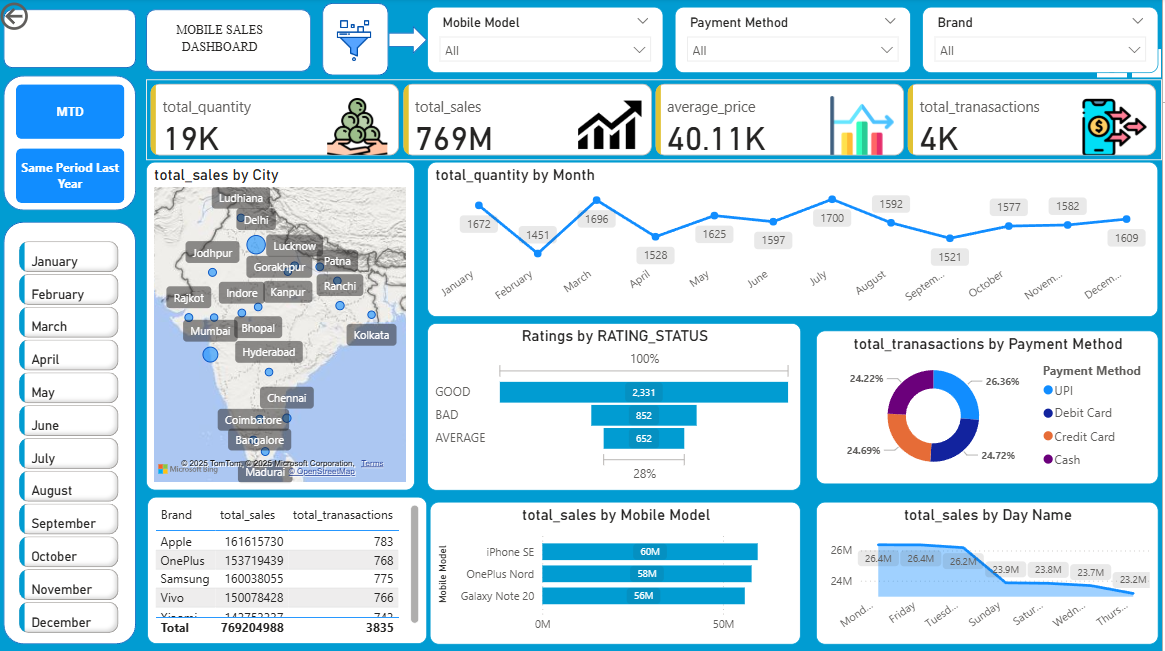 MOBILE SALES
DASHBOARD
Mobile Model
All
Payment Method
All
Brand
All
MTD
Same Period Last
Year
total_quantity
19K
total_sales
769M
average_price
40.11K
total_tranasactions
4K
January
February
March
April
May
June
July
August
September
October
November
December
total_sales by City
Ludhiana
Delhi
Lucknow
Jodhpur
Gorakhpur
Patna
Ranchi
Indore
Kanpur
Rajkot
Mumbai
Bhopal
Kolkata
Hyderabad
Chennai
Coimbatore
Bangalore
Madurai
© 2025 TomTom, © 2025 Microsoft Corporation, Terms
© OpenStreetMap
Microsoft Bing
total_quantity by Month
1672
1451
1696
1528
1625
1597
1700
1592
1521
1577
1582
1609
January
February
March
April
May
June
July
August
Septem...
October
Novem...
Decem...
Ratings by RATING_STATUS
100%
GOOD 2,331
BAD 852
AVERAGE 652
28%
total_tranasactions by Payment Method
24.22%
26.36%
24.69%
24.72%
Payment Method
UPI
Debit Card
Credit Card
Cash
Brand total_sales total_tranasactions
Apple 161615730 783
OnePlus 153719439 768
Samsung 160038055 775
Vivo 150078428 766
Total 769204988 3835
total_sales by Mobile Model
Mobile Model
iPhone SE 60M
OnePlus Nord 58M
Galaxy Note 20 56M
0M 50M
total_sales by Day Name
26M
24M
26.4M
26.4M
26.2M
23.9M
23.8M
23.7M
23.2M
Mond...
Friday
Tuesd...
Sunday
Satur...
Wedn...
Thurs...